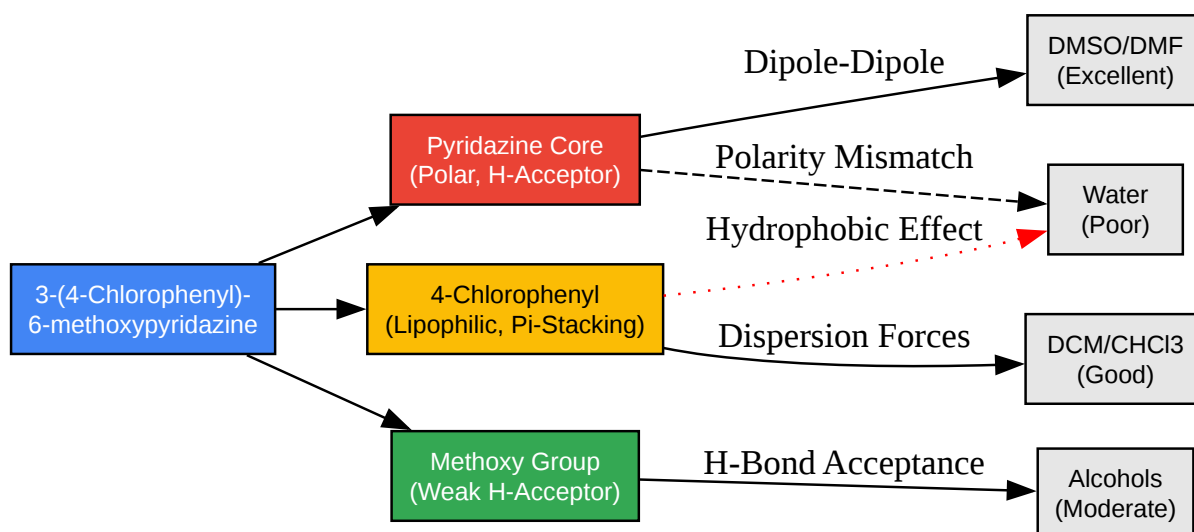 3-(4-Chlorophenyl)-
6-methoxypyridazine
Pyridazine Core
(Polar, H-Acceptor)
4-Chlorophenyl
(Lipophilic, Pi-Stacking)
Methoxy Group
(Weak H-Acceptor)
Dipole-Dipole
Polarity Mismatch
Hydrophobic Effect
Dispersion Forces
H-Bond Acceptance
DMSO/DMF
(Excellent)
Water
(Poor)
DCM/CHCl3
(Good)
Alcohols
(Moderate)